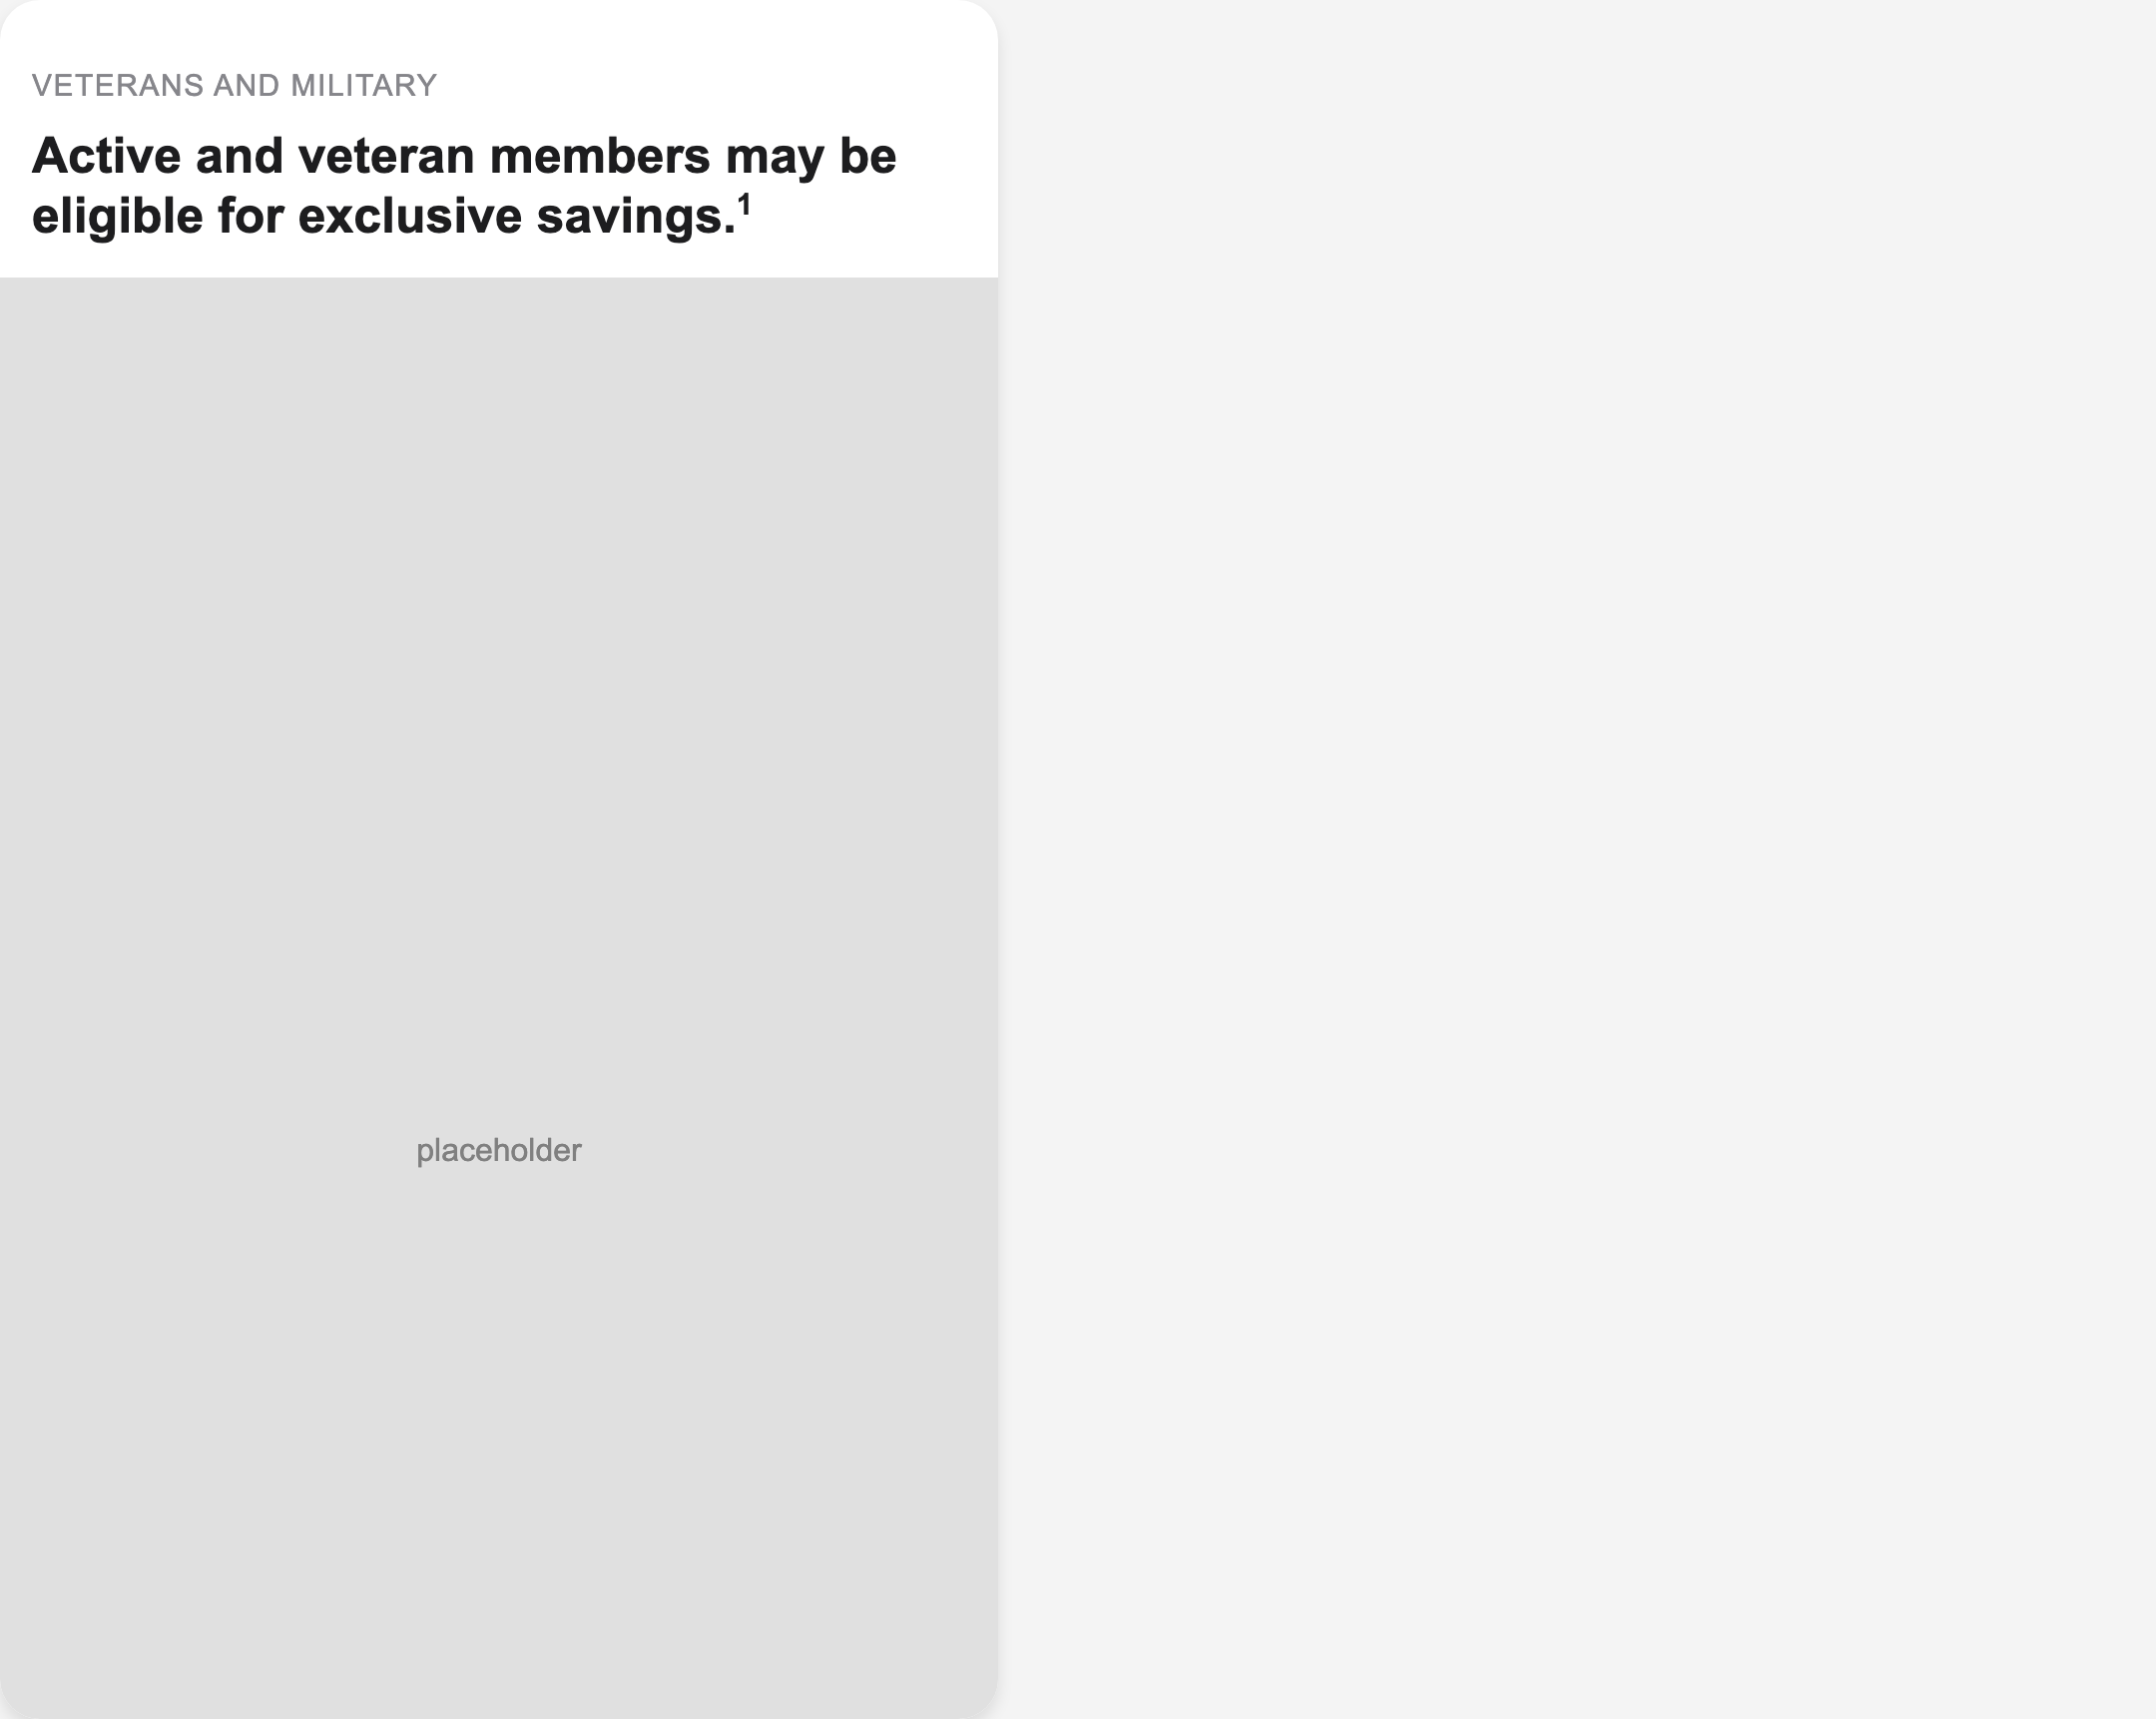 VETERANS AND MILITARY
Active and veteran members may be
eligible for exclusive savings.1
placeholder